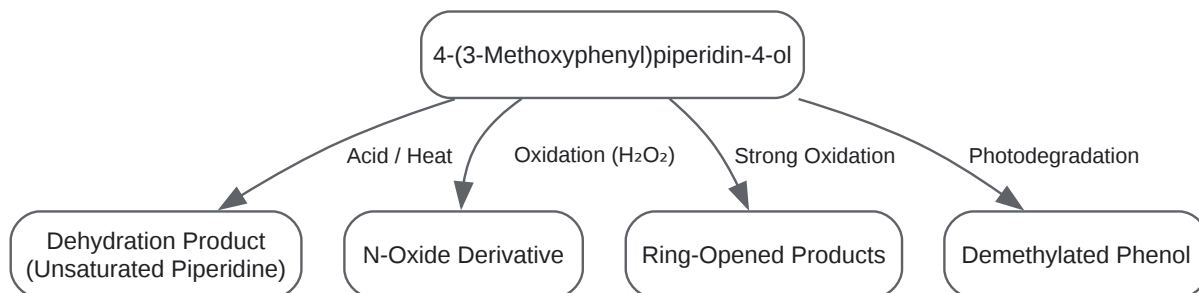 4-(3-Methoxyphenyl)piperidin-4-ol
Acid / Heat
Oxidation (H₂O₂)
Strong Oxidation
Photodegradation
Dehydration Product
(Unsaturated Piperidine)
N-Oxide Derivative
Ring-Opened Products
Demethylated Phenol